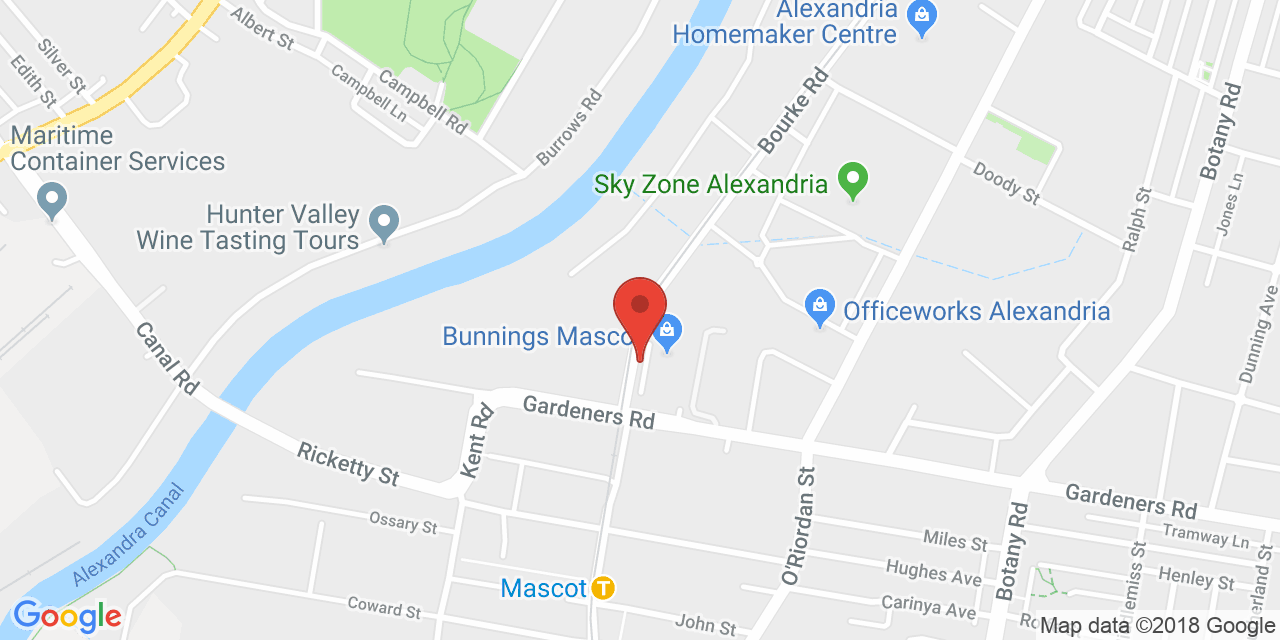 Alexandria
Homemaker Centre
Albert St
Silver St
Edith St
Campbell Ln
Campbell Rd
Burrows Rd
Bourke Rd
Botany Rd
Maritime
Container Services
Sky Zone Alexandria
Doody St
Jones Ln
Ralph St
Hunter Valley
Wine Tasting Tours
Bunnings Masco
Officeworks Alexandria
Dunning Ave
Canal Rd
Gardeners Rd
Kent Rd
Ricketty St
O'Riordan St
Gardeners Rd
Alexandra Canal
Ossary St
Miles St
Tramway Ln
Botany Rd
Hughes Ave
Henley St
Mascot
T
Coward St
John St
Carinya Ave
Google
Map data ©2018 Google